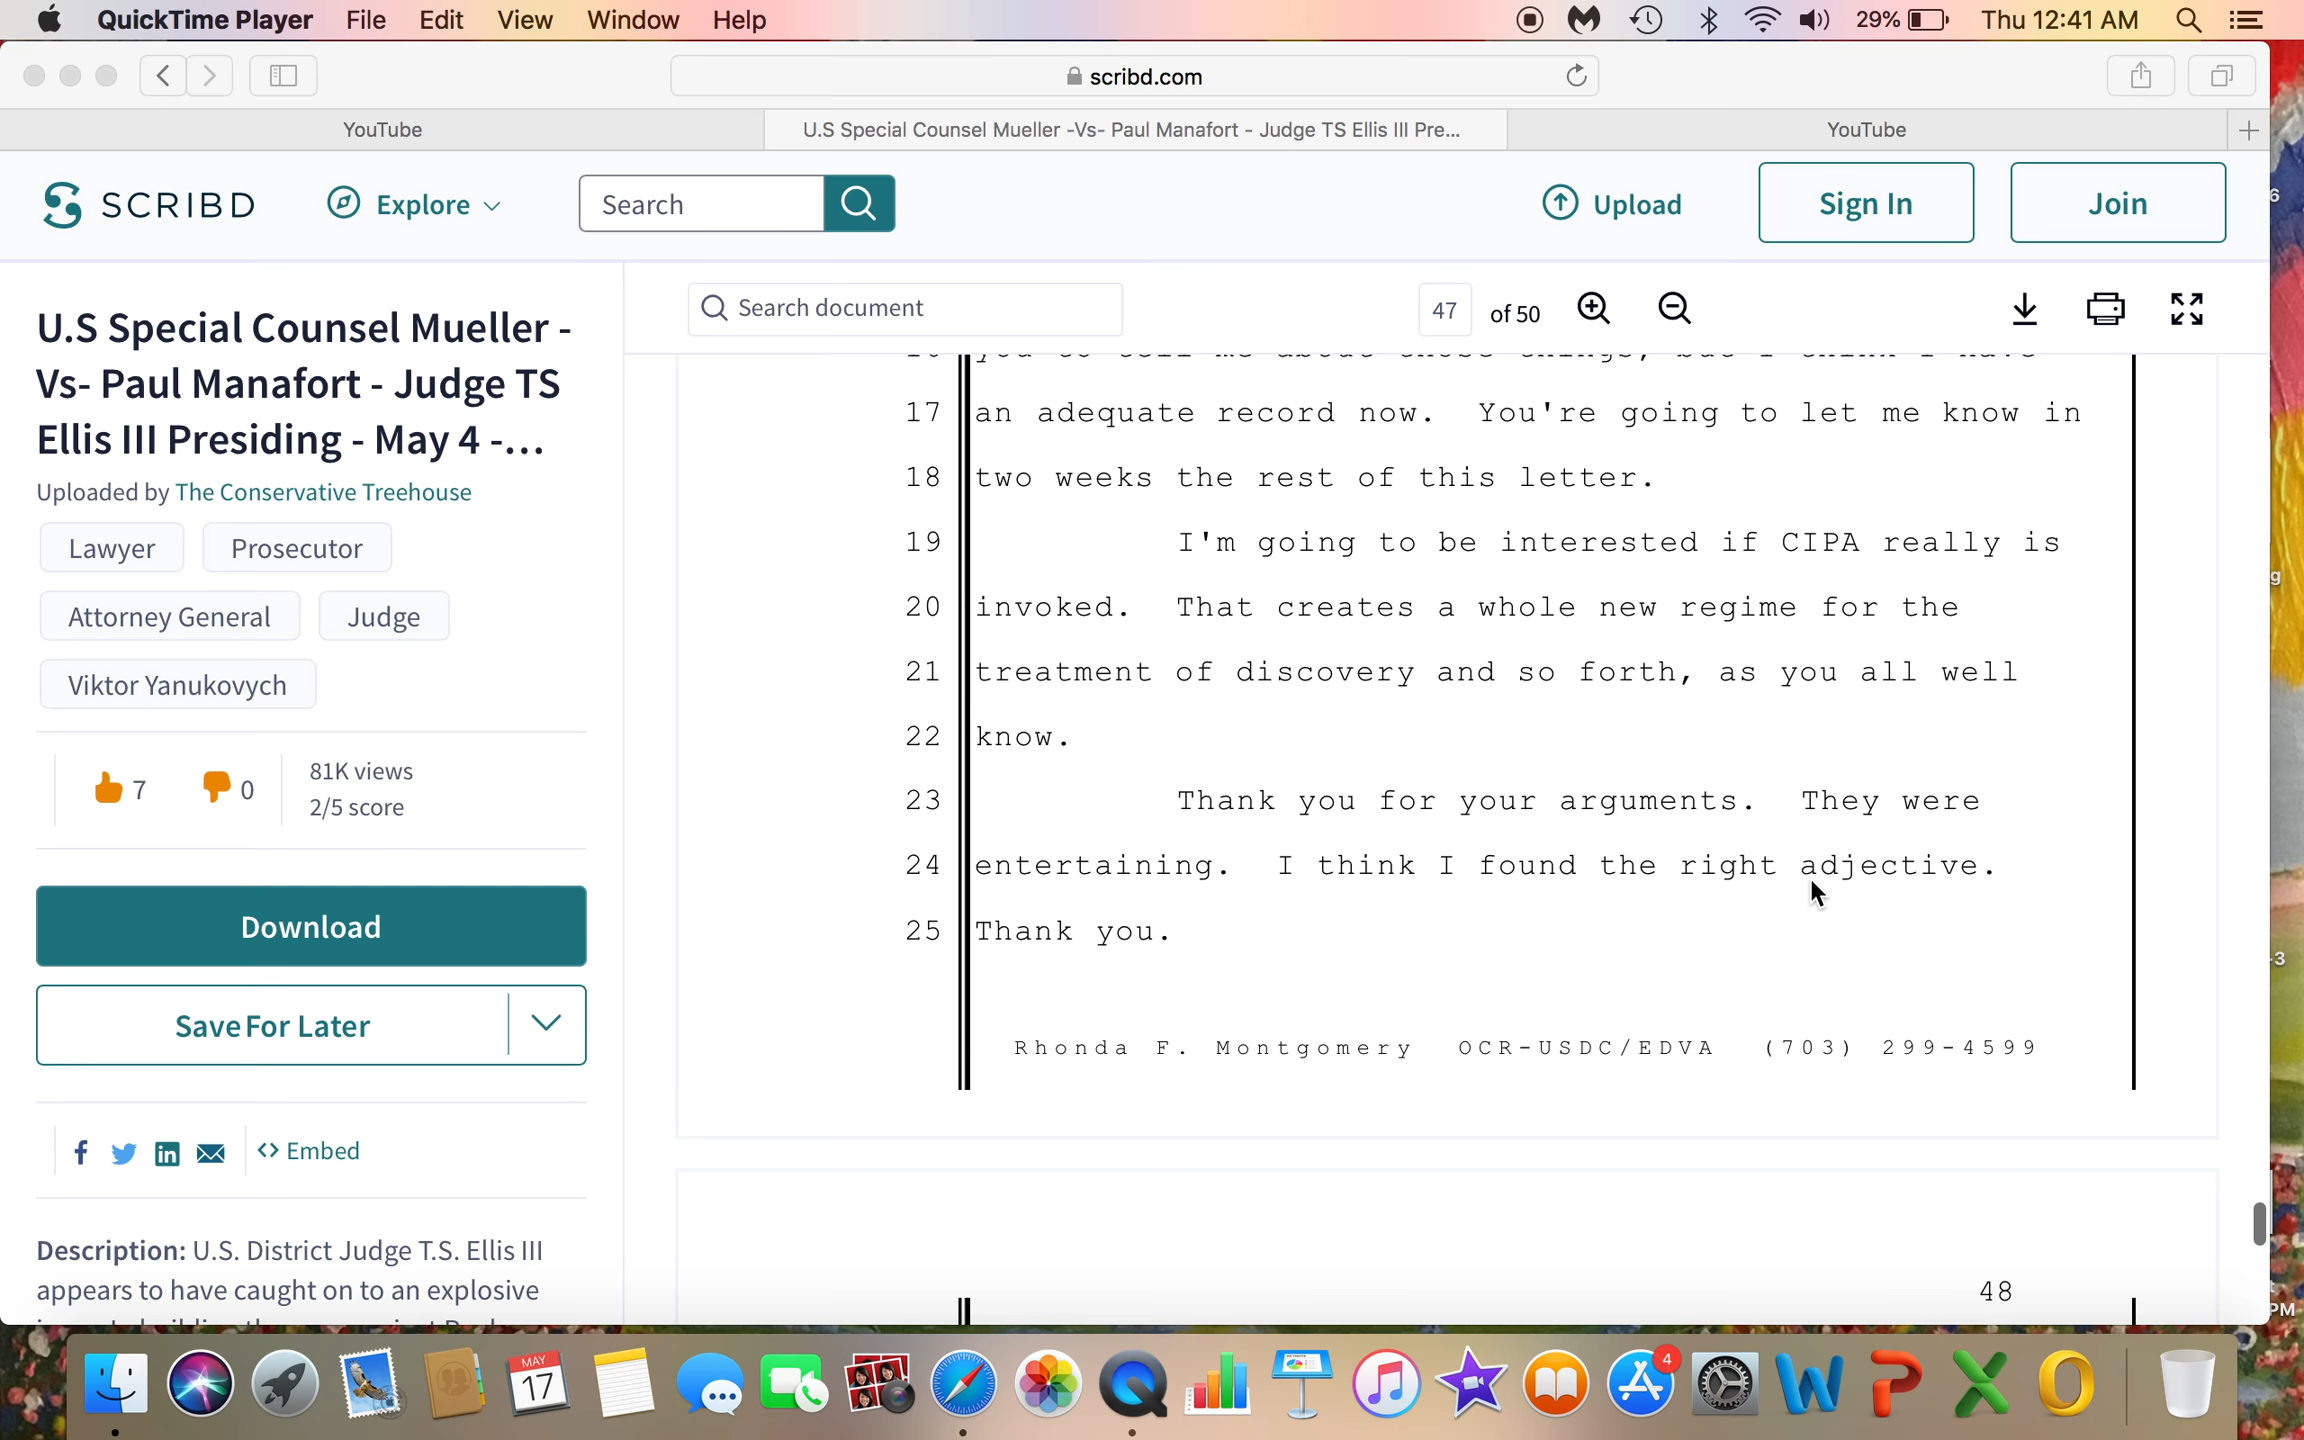 QuickTime Player File Edit View Window Help 29% Thu 12:41 AM
scribd.com
YouTube
U.S Special Counsel Mueller -Vs- Paul Manafort - Judge TS Ellis III Pre...
YouTube
SCRIBD Explore Search Upload Sign In Join
Search document 47 of 50
U.S Special Counsel Mueller -
Vs- Paul Manafort - Judge TS
Ellis III Presiding - May 4 -...
Uploaded by The Conservative Treehouse
Lawyer Prosecutor
Attorney General Judge
Viktor Yanukovych
7 0
81K views
2/5 score
Download
Save For Later
f in <> Embed
Description: U.S. District Judge T.S. Ellis III
appears to have caught on to an explosive
17 an adequate record now. You're going to let me know in
18 two weeks the rest of this letter.
19 I'm going to be interested if CIPA really is
20 invoked. That creates a whole new regime for the
21 treatment of discovery and so forth, as you all well
22 know.
23 Thank you for your arguments. They were
24 entertaining. I think I found the right adjective.
25 Thank you.
Rhonda F. Montgomery OCR-USDC/EDVA (703) 299-4599
48
6
g
-3
PM
MAY
17
4